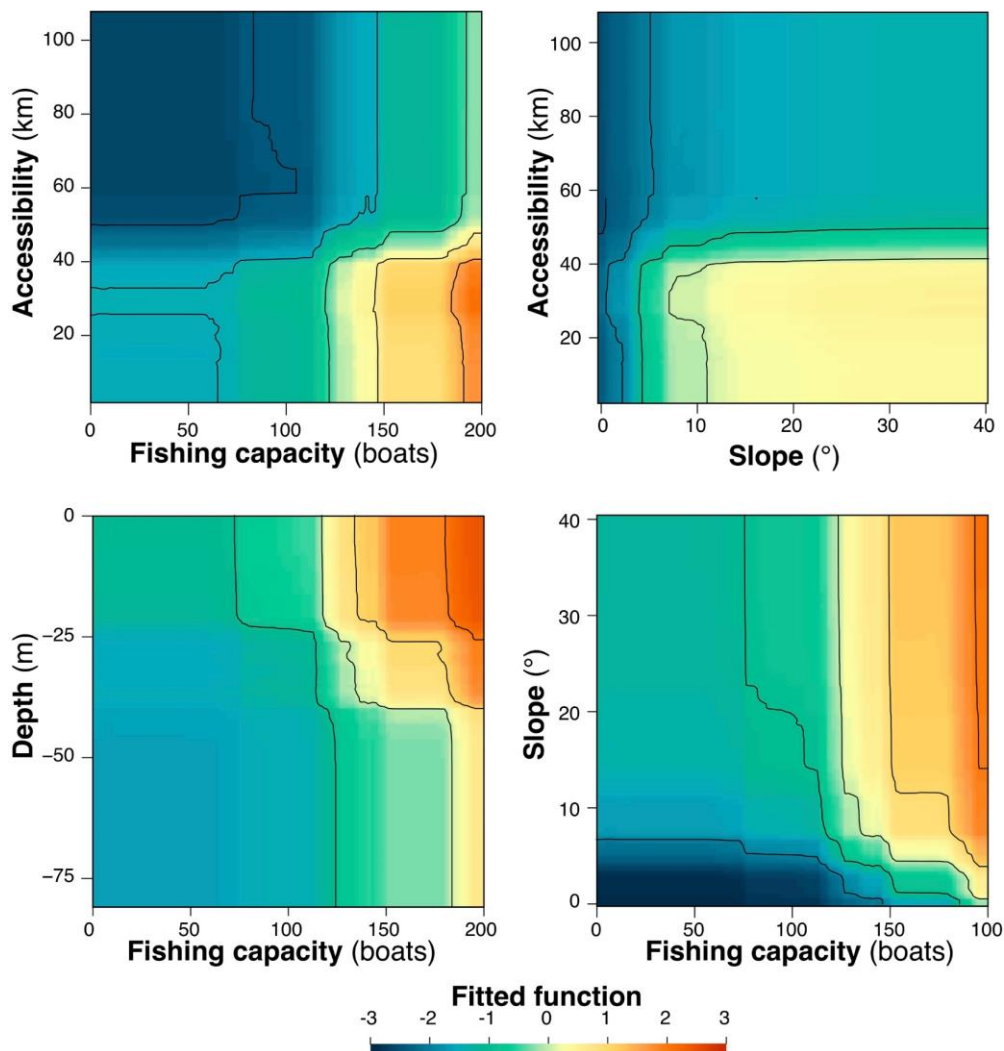 100
80
60
40
20
Accessibility (km)
0 50 100 150 200
Fishing capacity (boats)
100
80
60
40
20
Accessibility (km)
0 10 20 30 40
Slope (°)
0
−25
−50
−75
Depth (m)
0 50 100 150 200
Fishing capacity (boats)
40
30
20
10
0
Slope (°)
0 50 100 150 100
Fishing capacity (boats)
Fitted function
-3 -2 -1 0 1 2 3